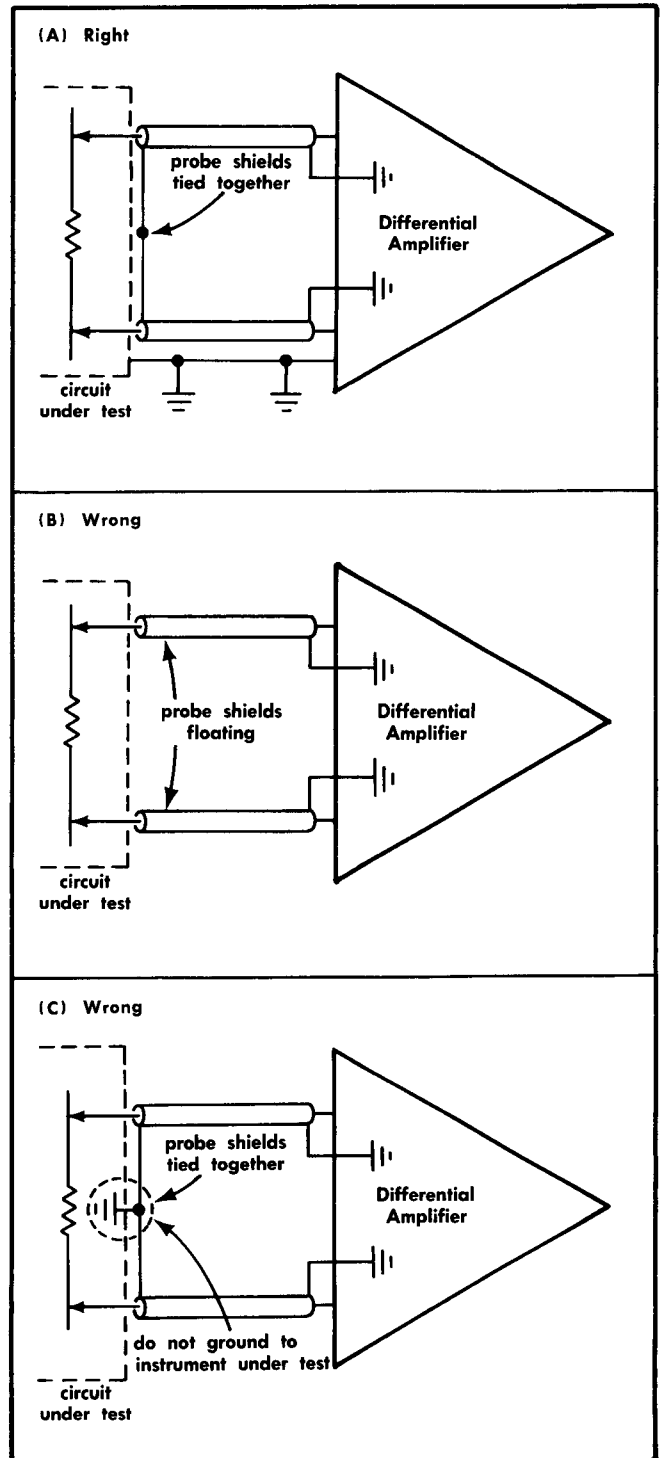 (A) Right
probe shields
tied together
Differential
Amplifier
circuit
under test
(B) Wrong
probe shields
floating
Differential
Amplifier
circuit
under test
(C) Wrong
probe shields
tied together
Differential
Amplifier
do not ground to
instrument under test
circuit
under test